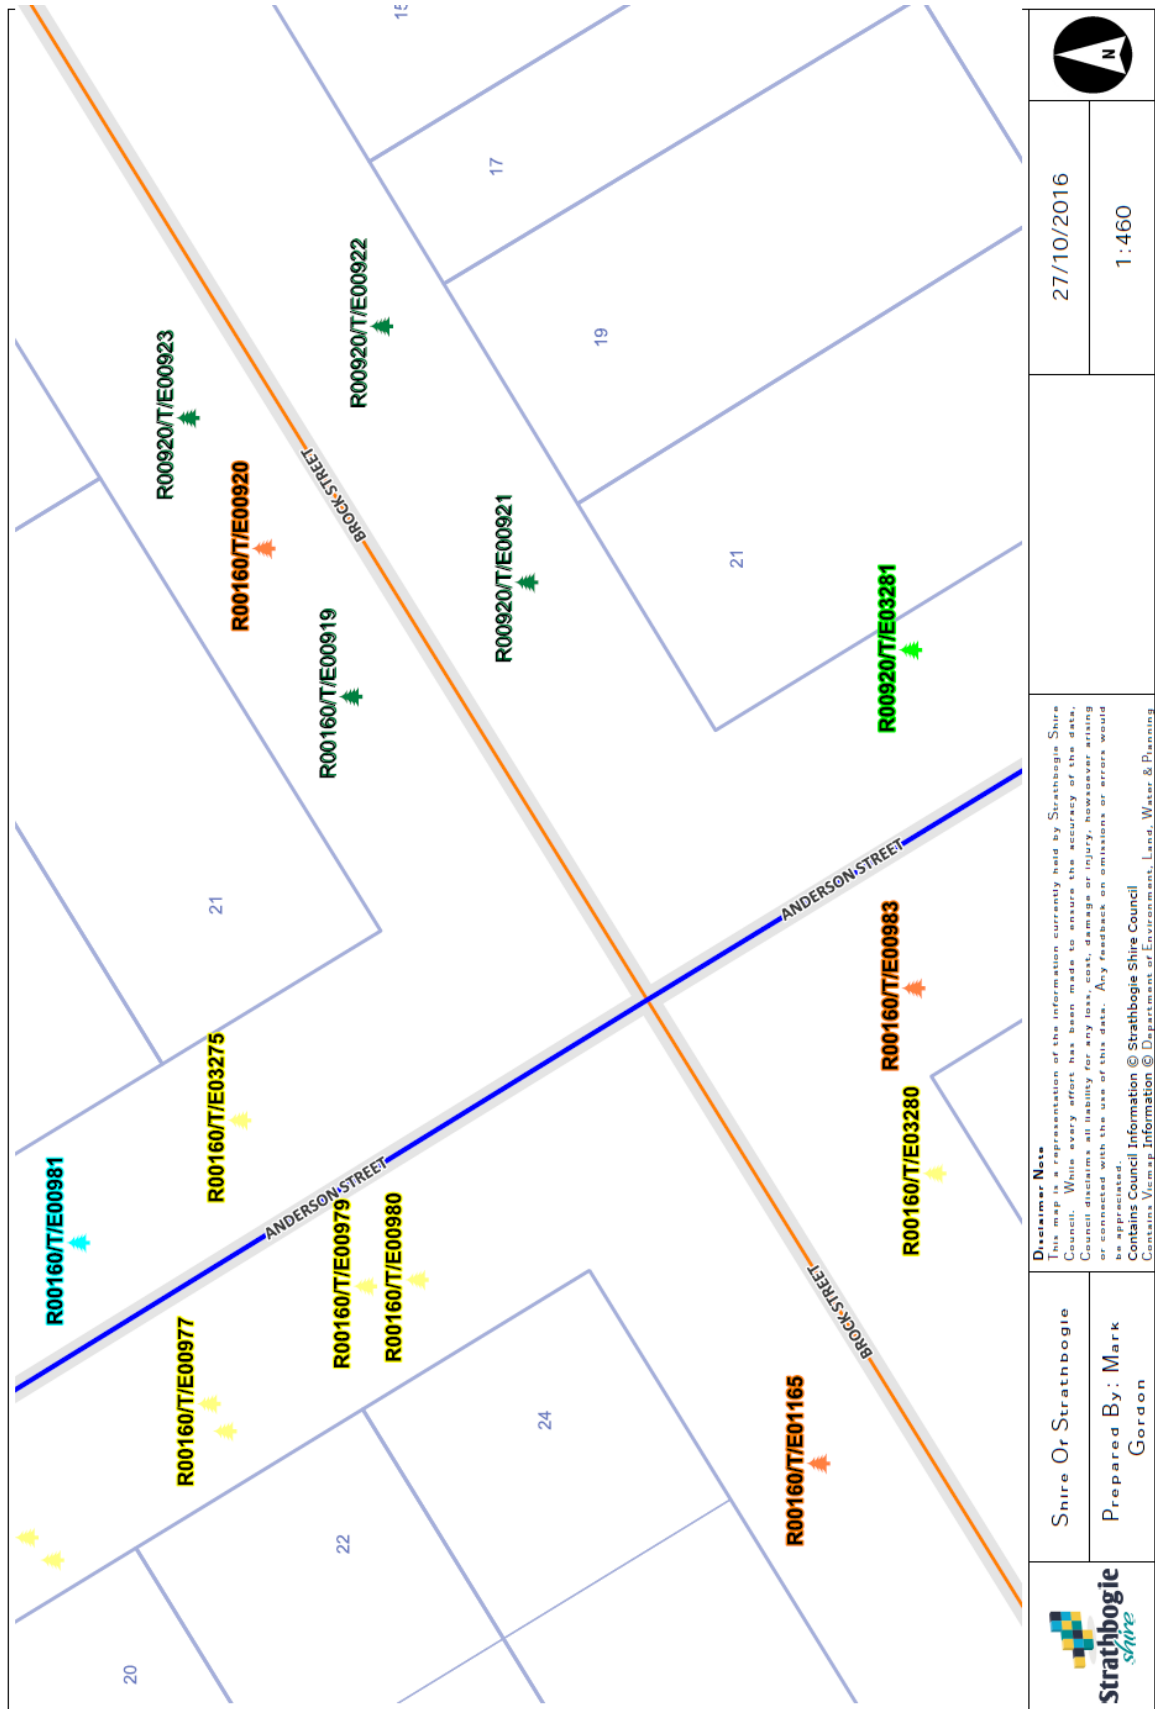 15
17
19
21
R00920/T/E00922
R00920/T/E00923
R00160/T/E00920
BROCK STREET
R00920/T/E00921
R00160/T/E00919
R00920/T/E03281
21
ANDERSON STREET
R00160/T/E00983
R00160/T/E03280
R00160/T/E03275
R00160/T/E00981
ANDERSON STREET
R00160/T/E00979
R00160/T/E00980
R00160/T/E00977
BROCK STREET
R00160/T/E01165
24
22
20
Strathbogie
shire
Shire Of Strathbogie
Prepared By: Mark
Gordon
Disclaimer Note
This map is a representation of the information currently held by Strathbogie Shire
Council. While every effort has been made to ensure the accuracy of the data,
Council disclaims all liability for any loss, cost, damage or injury, howsoever arising
or connected with the use of this data. Any feedback on omissions or errors would
be appreciated.
Contains Council Information © Strathbogie Shire Council
Contains Vicmap Information © Department of Environment, Land, Water & Planning
27/10/2016
1:460
N